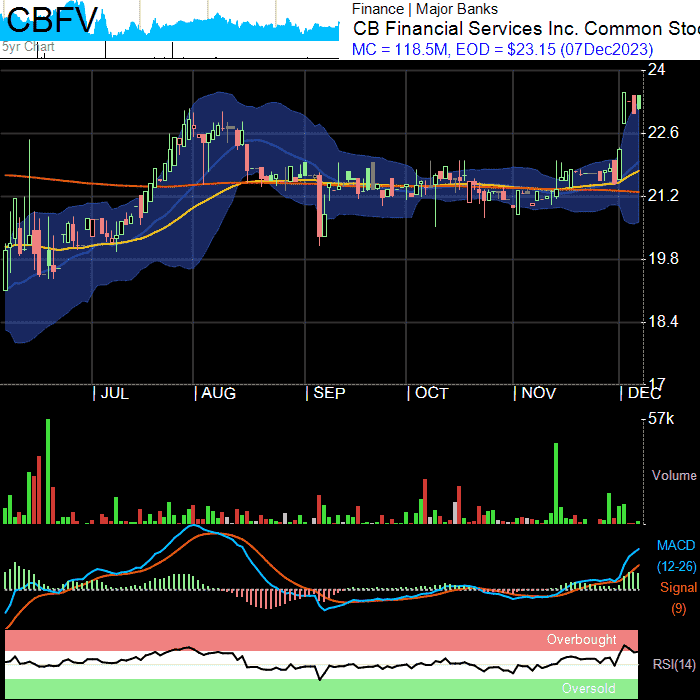 CBFV
5yr Chart
Finance | Major Banks
CB Financial Services Inc. Common Stoc
MC = 118.5M, EOD = $23.15 (07Dec2023)
24
22.6
21.2
19.8
18.4
17
JUL
AUG
SEP
OCT
NOV
DEC
57k
Volume
MACD
(12-26)
Signal
(9)
Overbought
RSI(14)
Oversold